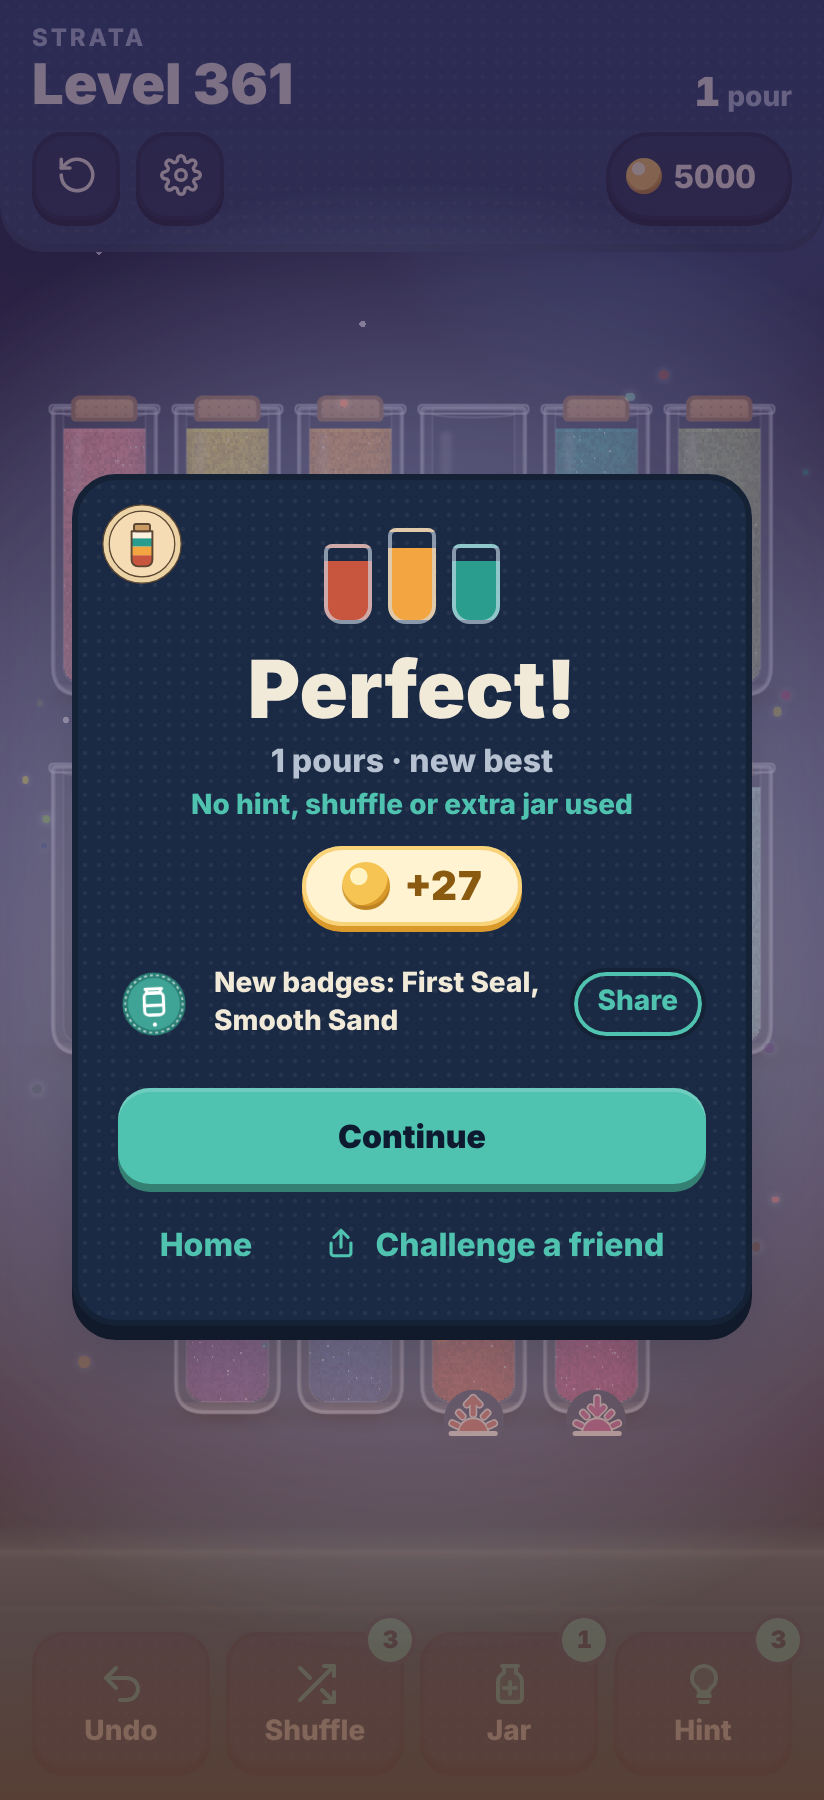 STRATA
Level 361
1 pour
5000
Perfect!
1 pours · new best
No hint, shuffle or extra jar used
+27
New badges: First Seal,
Smooth Sand
Share
Continue
Home
Challenge a friend
3
1
3
Undo
Shuffle
Jar
Hint